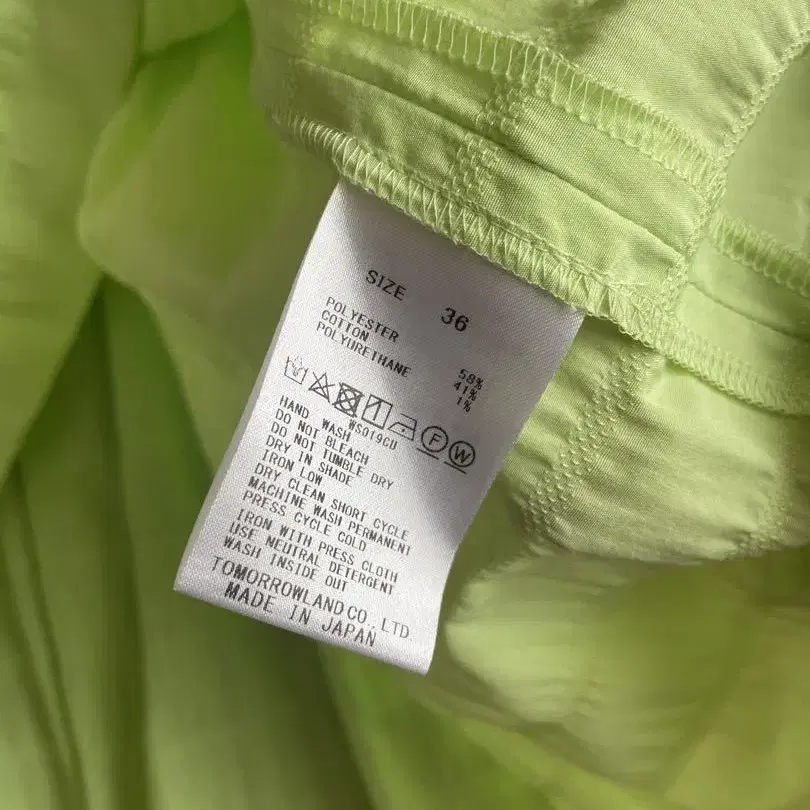 SIZE 36
POLYESTER 58%
COTTON 41%
POLYURETHANE 1%
F W
WS019CU
HAND WASH
DO NOT BLEACH
DO NOT TUMBLE DRY
DRY IN SHADE
IRON LOW
DRY CLEAN SHORT CYCLE
MACHINE WASH PERMANENT
PRESS CYCLE COLD
IRON WITH PRESS CLOTH
USE NEUTRAL DETERGENT
WASH INSIDE OUT
TOMORROWLAND CO., LTD
MADE IN JAPAN